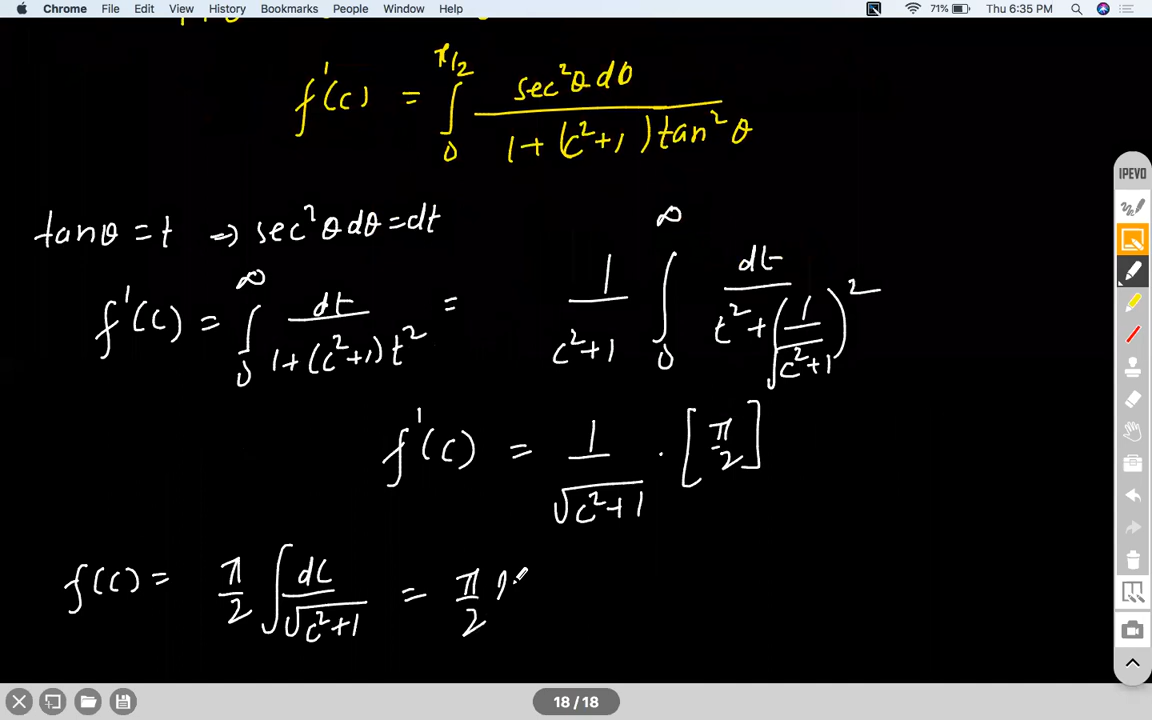 Chrome File Edit View History Bookmarks People Window Help 71% Thu 6:35 PM
f'(c) = ∫₀^{π/2} sec²θ dθ / 1+(c²+1) tan²θ
tanθ = t ⇒ sec²θ dθ = dt
f'(c) = ∫₀^∞ dt / 1+(c²+1)t² = 1/(c²+1) ∫₀^∞ dt / t²+(1/√(c²+1))²
f'(c) = 1/√(c²+1) · [π/2]
f(c) = π/2 ∫ dc/√(c²+1) = π/2
IPEVO
18 / 18